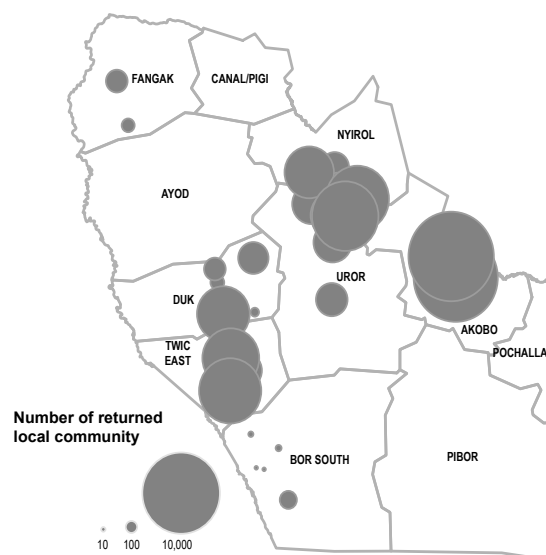 FANGAK
CANAL/PIGI
NYIROL
AYOD
UROR
DUK
AKOBO
TWIC
EAST
POCHALLA
Number of returned
local community
BOR SOUTH
PIBOR
10 100 10,000